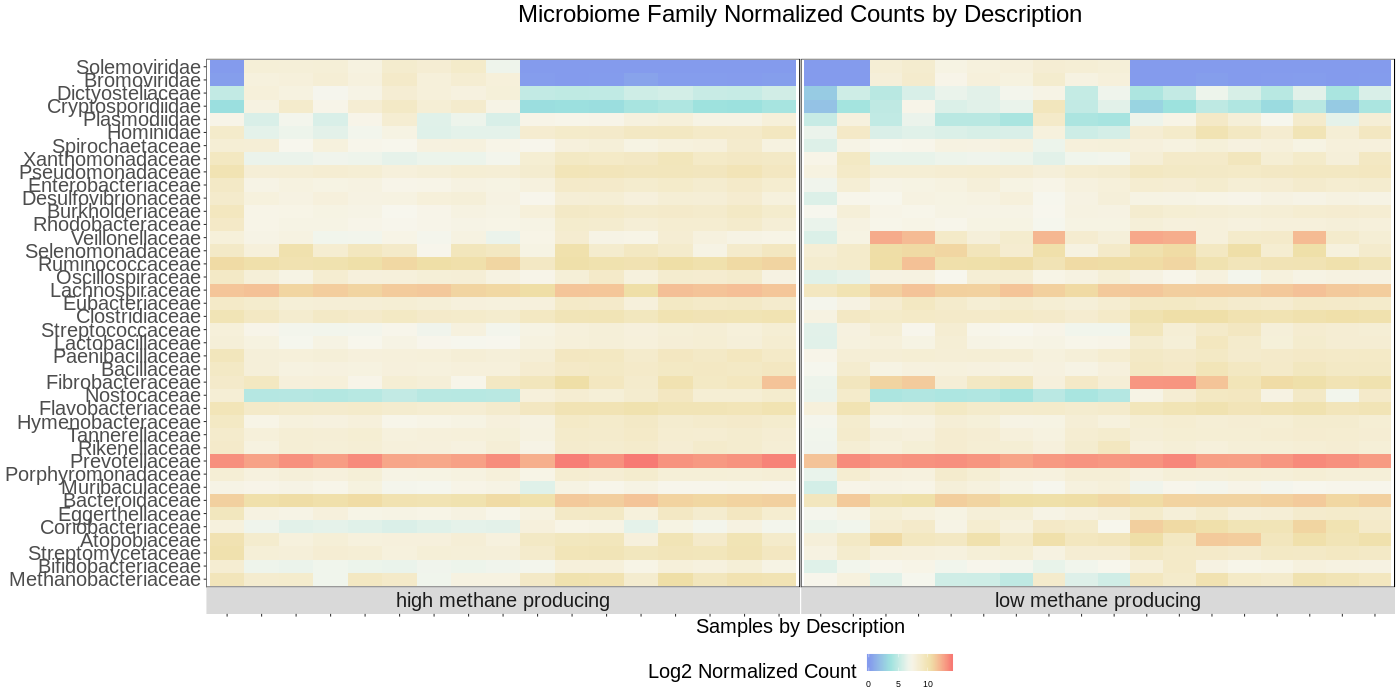 Microbiome Family Normalized Counts by Description
Solemoviridae
Bromoviridae
Dictyosteliaceae
Cryptosporidiidae
Plasmodiidae
Hominidae
Spirochaetaceae
Xanthomonadaceae
Pseudomonadaceae
Enterobacteriaceae
Desulfovibrionaceae
Burkholderiaceae
Rhodobacteraceae
Veillonellaceae
Selenomonadaceae
Ruminococcaceae
Oscillospiraceae
Lachnospiraceae
Eubacteriaceae
Clostridiaceae
Streptococcaceae
Lactobacillaceae
Paenibacillaceae
Bacillaceae
Fibrobacteraceae
Nostocaceae
Flavobacteriaceae
Hymenobacteraceae
Tannerellaceae
Rikenellaceae
Prevotellaceae
Porphyromonadaceae
Muribaculaceae
Bacteroidaceae
Eggerthellaceae
Coriobacteriaceae
Atopobiaceae
Streptomycetaceae
Bifidobacteriaceae
Methanobacteriaceae
high methane producing
low methane producing
Samples by Description
Log2 Normalized Count
0 5 10